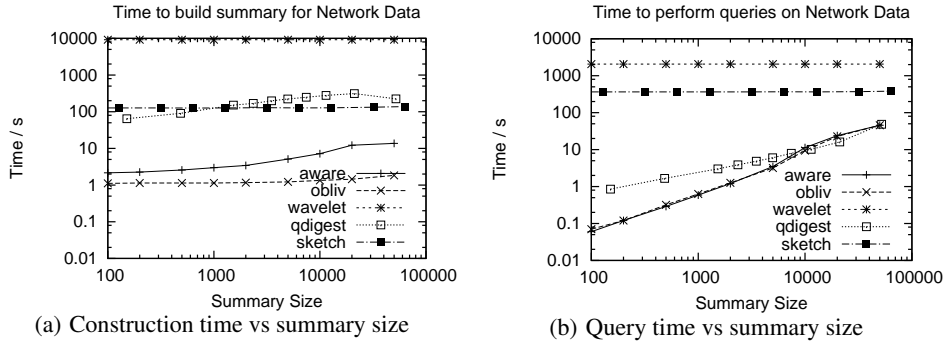 Time to build summary for Network Data
10000
1000
100
10
1
0.1
0.01
Time / s
aware
obliv
wavelet
qdigest
sketch
100
1000
10000
100000
Summary Size
(a) Construction time vs summary size
Time to perform queries on Network Data
10000
1000
100
10
1
0.1
0.01
Time / s
aware
obliv
wavelet
qdigest
sketch
100
1000
10000
100000
Summary Size
(b) Query time vs summary size